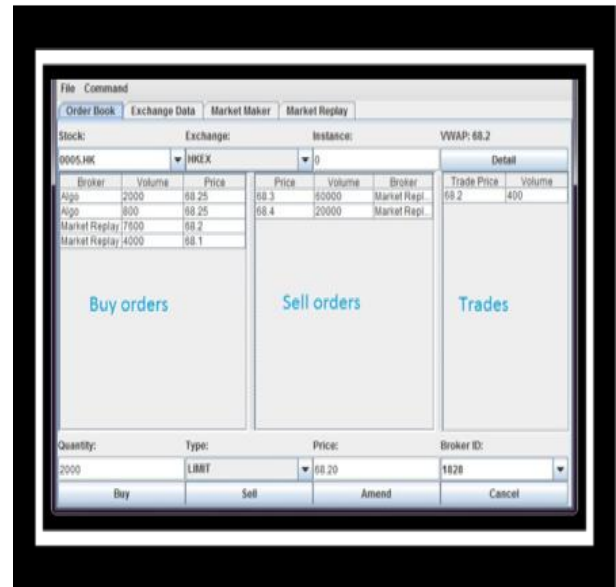 File Command
Order Book Exchange Data Market Maker Market Replay
Stock: Exchange: Instance: VWAP: 68.2
0005.HK HKEX 0 Detail
Broker Volume Price Price Volume Broker Trade Price Volume
Algo 2000 68.25 68.3 60000 Market Repl... 68.2 400
Algo 800 68.25 68.4 20000 Market Repl...
Market Replay 7600 68.2
Market Replay 4000 68.1
Buy orders Sell orders Trades
Quantity: Type: Price: Broker ID:
2000 LIMIT 68.20 1828
Buy Sell Amend Cancel